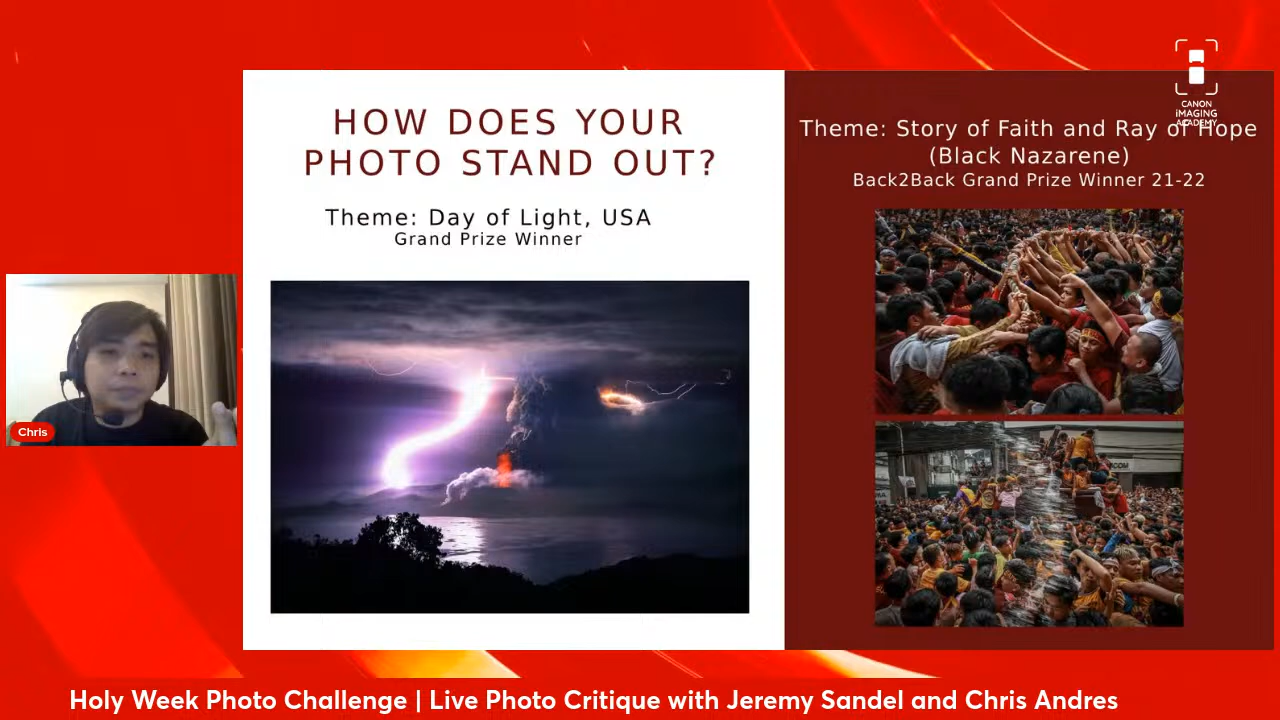 CANON
iMAGING
ACADEMY
HOW DOES YOUR
PHOTO STAND OUT?
Theme: Day of Light, USA
Grand Prize Winner
Theme: Story of Faith and Ray of Hope
(Black Nazarene)
Back2Back Grand Prize Winner 21-22
Chris
Holy Week Photo Challenge | Live Photo Critique with Jeremy Sandel and Chris Andres